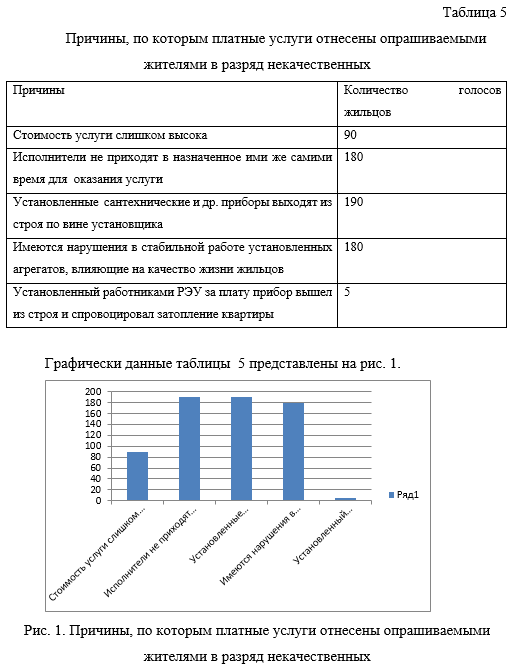 Таблица 5
Причины, по которым платные услуги отнесены опрашиваемыми
жителями в разряд некачественных
Причины
Количество голосов
жильцов
Стоимость услуги слишком высока
90
Исполнители не приходят в назначенное ими же самими
время для оказания услуги
180
Установленные сантехнические и др. приборы выходят из
строя по вине установщика
190
Имеются нарушения в стабильной работе установленных
агрегатов, влияющие на качество жизни жильцов
180
Установленный работниками РЭУ за плату прибор вышел
из строя и спровоцировал затопление квартиры
5
Графически данные таблицы 5 представлены на рис. 1.
200
180
160
140
120
100
80
60
40
20
0
Стоимость услуги слишком...
Исполнители не приходят...
Установленные...
Имеются нарушения в...
Установленный...
Ряд1
Рис. 1. Причины, по которым платные услуги отнесены опрашиваемыми
жителями в разряд некачественных